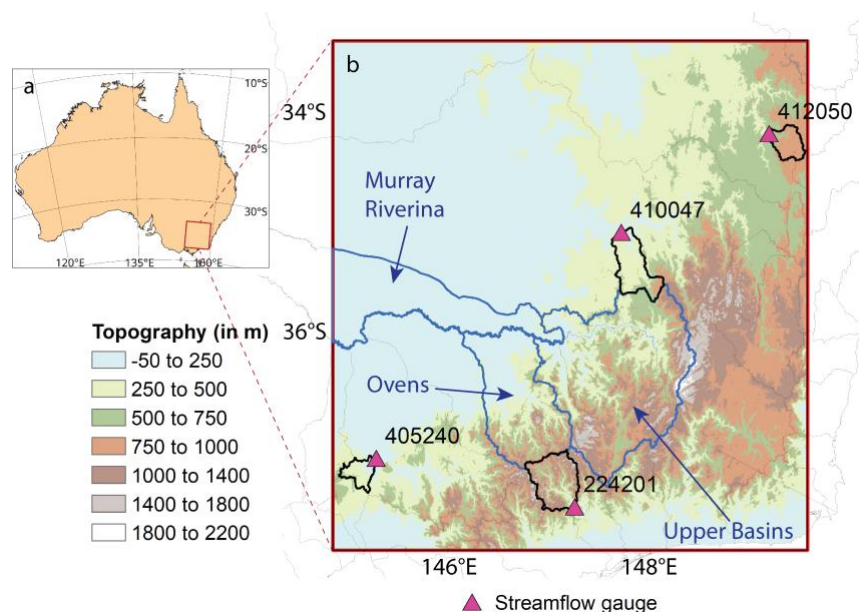 a
10°S
20°S
30°S
120°E
135°E
150°E
b
34°S
36°S
146°E
148°E
412050
Murray
Riverina
410047
Ovens
405240
224201
Upper Basins
Topography (in m)
-50 to 250
250 to 500
500 to 750
750 to 1000
1000 to 1400
1400 to 1800
1800 to 2200
Streamflow gauge